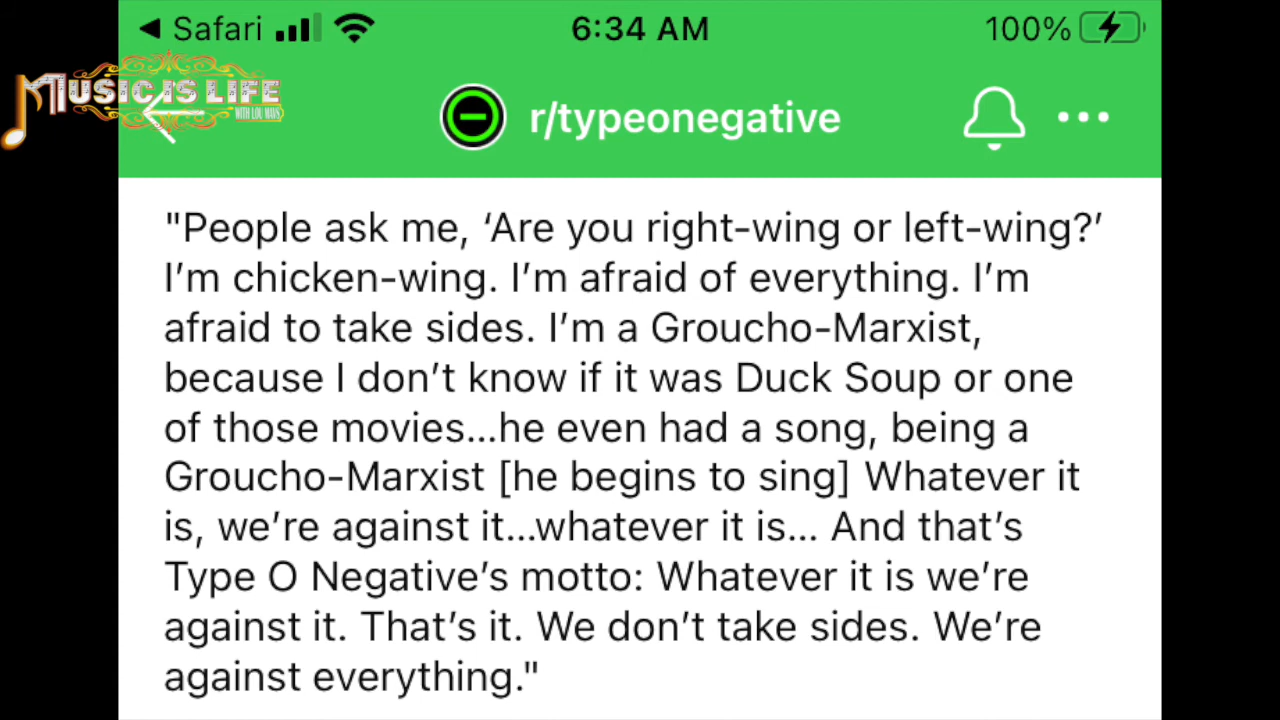 Safari 6:34 AM 100%
MUSIC IS LIFE
WITH LOU MAVS
r/typeonegative
"People ask me, ‘Are you right-wing or left-wing?’
I’m chicken-wing. I’m afraid of everything. I’m
afraid to take sides. I’m a Groucho-Marxist,
because I don’t know if it was Duck Soup or one
of those movies...he even had a song, being a
Groucho-Marxist [he begins to sing] Whatever it
is, we’re against it...whatever it is... And that’s
Type O Negative’s motto: Whatever it is we’re
against it. That’s it. We don’t take sides. We’re
against everything."